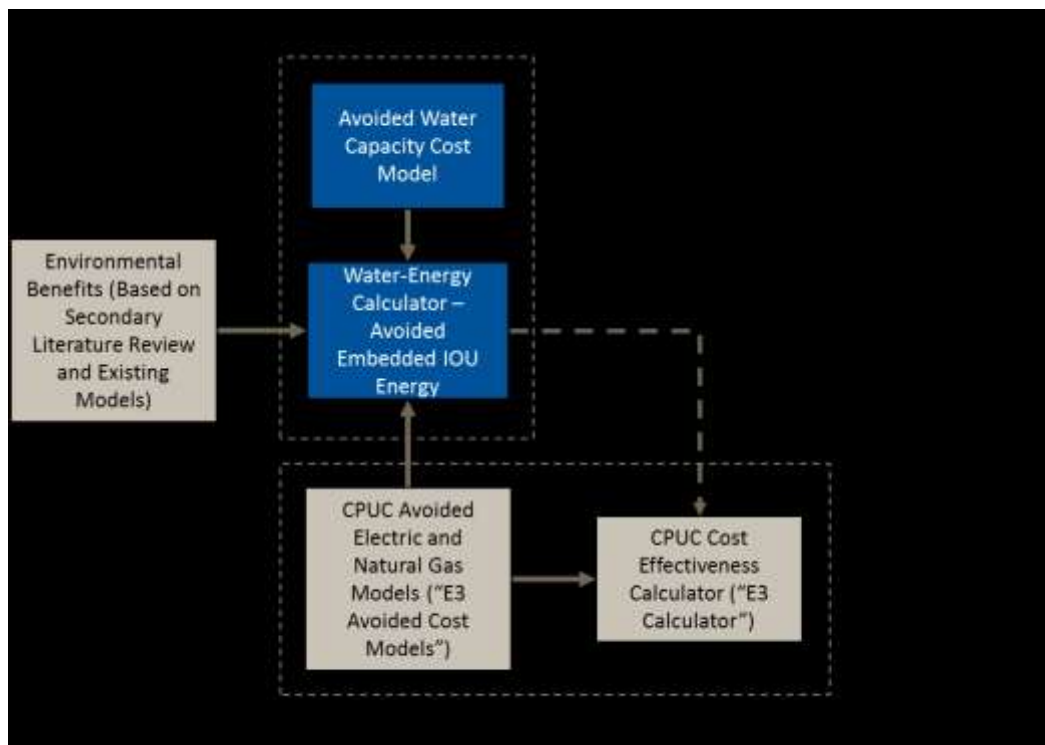 Avoided Water
Capacity Cost
Model
Environmental
Benefits (Based on
Secondary
Literature Review
and Existing
Models)
Water-Energy
Calculator –
Avoided
Embedded IOU
Energy
CPUC Avoided
Electric and
Natural Gas
Models (“E3
Avoided Cost
Models”)
CPUC Cost
Effectiveness
Calculator (“E3
Calculator”)